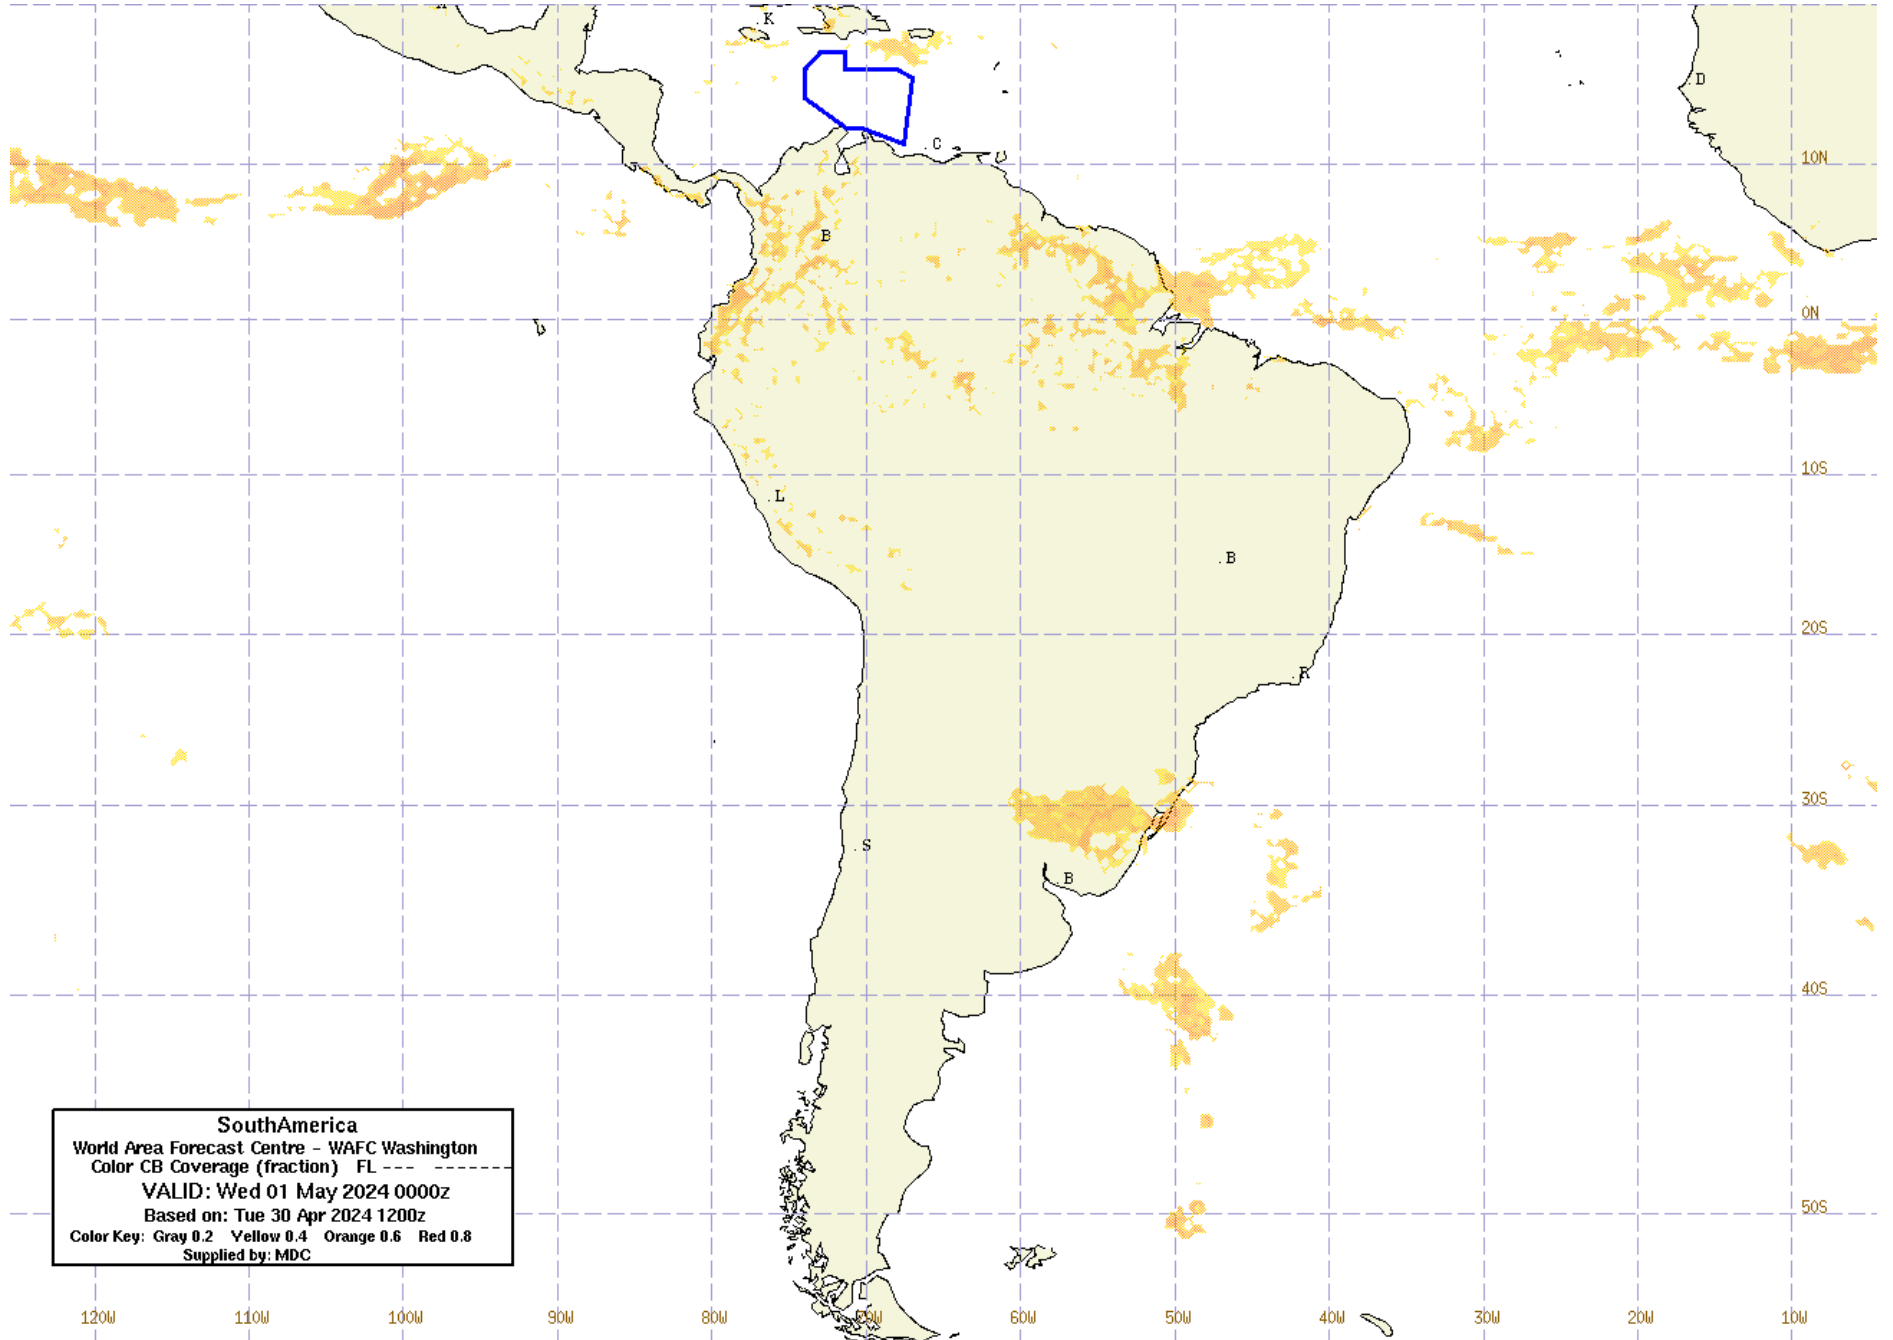 K
D
C
10N
B
0N
L
10S
B
20S
R
30S
S
B
40S
SouthAmerica
World Area Forecast Centre - WAFC Washington
Color CB Coverage (fraction) FL --- --------
VALID: Wed 01 May 2024 0000z
Based on: Tue 30 Apr 2024 1200z
Color Key: Gray 0.2 Yellow 0.4 Orange 0.6 Red 0.8
Supplied by: MDC
50S
120W 110W 100W 80W 70W 60W 50W 40W 30W 20W 10W